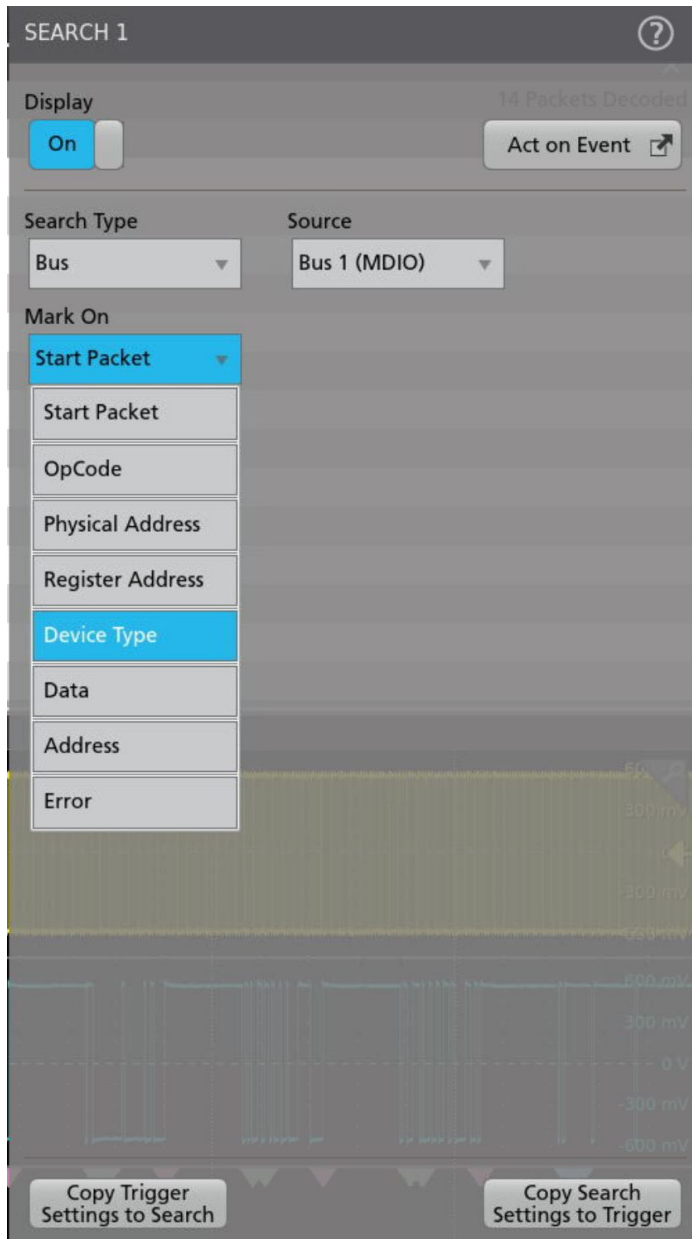 SEARCH 1
?
Display
14 Packets Decoded
On
Act on Event
Search Type
Source
Bus
Bus 1 (MDIO)
Mark On
Start Packet
Start Packet
OpCode
Physical Address
Register Address
Device Type
Data
Address
Error
300 mV
-300 mV
600 mV
300 mV
0 V
-300 mV
-600 mV
Copy Trigger
Settings to Search
Copy Search
Settings to Trigger